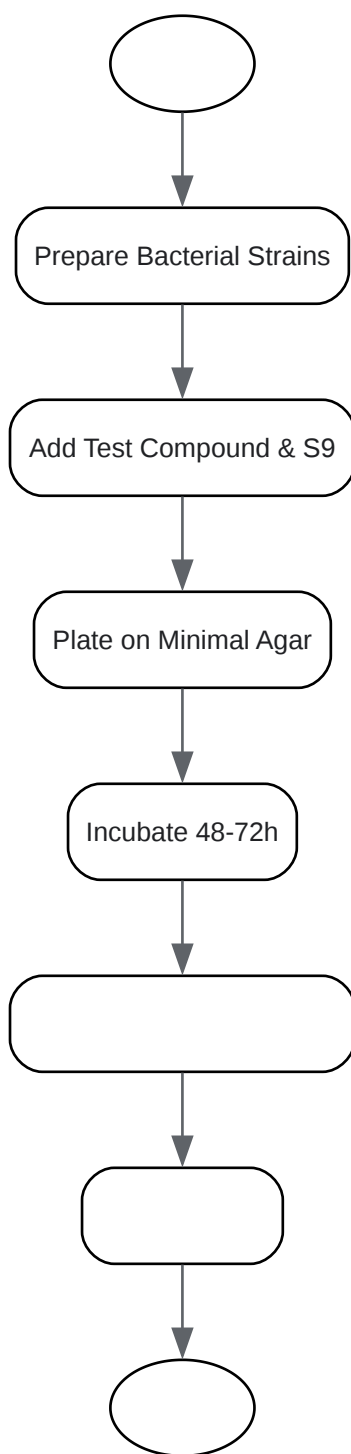 Prepare Bacterial Strains
Add Test Compound & S9
Plate on Minimal Agar
Incubate 48-72h